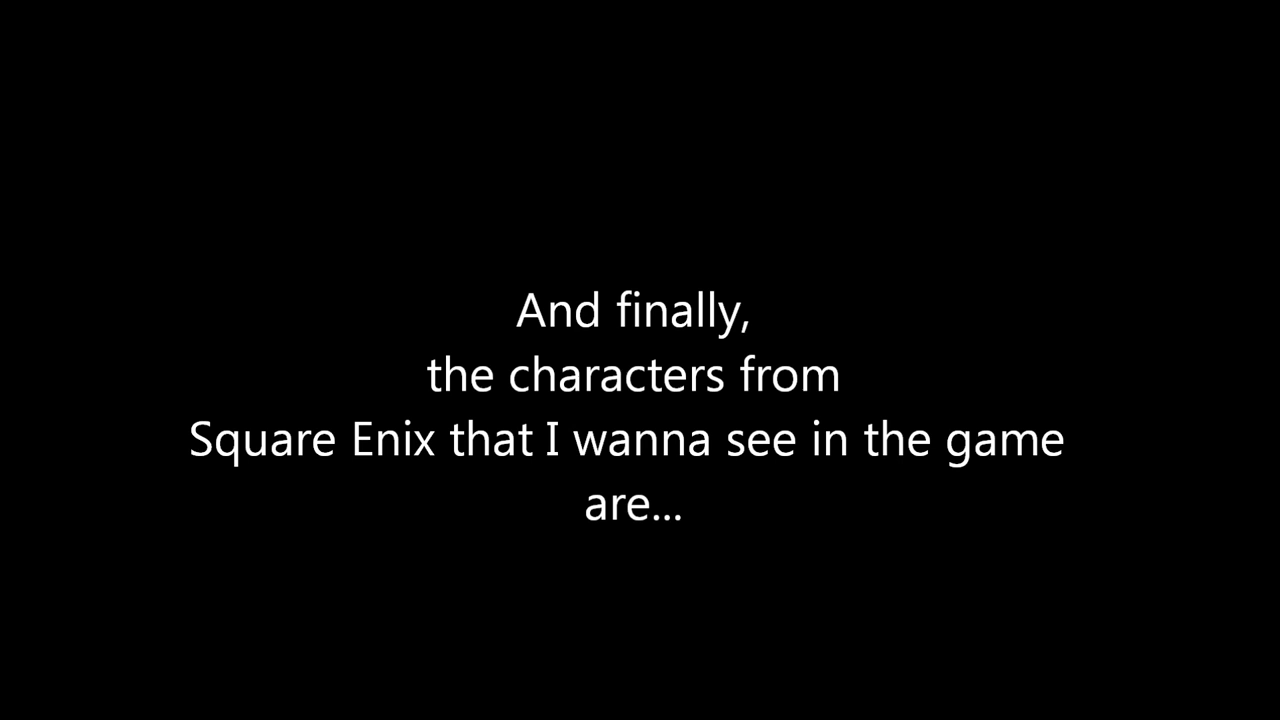 And finally,
the characters from
Square Enix that I wanna see in the game
are...